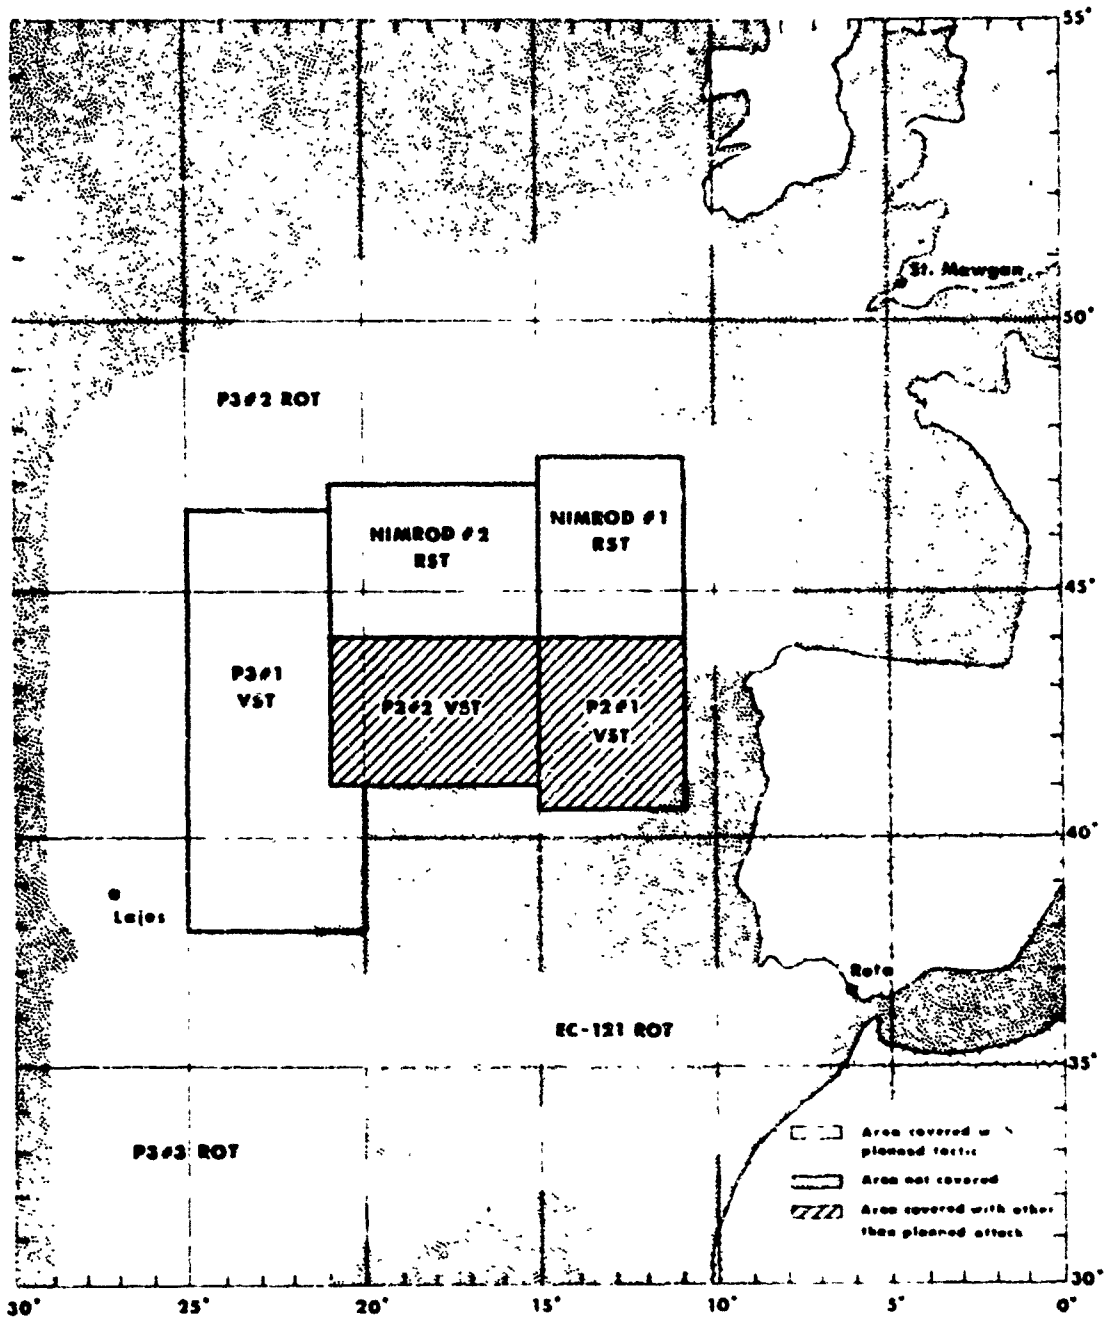 55°
St. Mawgan
50°
P3#2 ROT
NIMROD #1
RST
NIMROD #2
RST
45°
P3#1
VST
P2#2 VST
P2#1
VST
40°
Lajes
Rota
EC-121 ROT
35°
P3#3 ROT
Area covered
planned tactic
Area not covered
Area covered with other
than planned attack
30°
30°
25°
20°
15°
10°
5°
0°